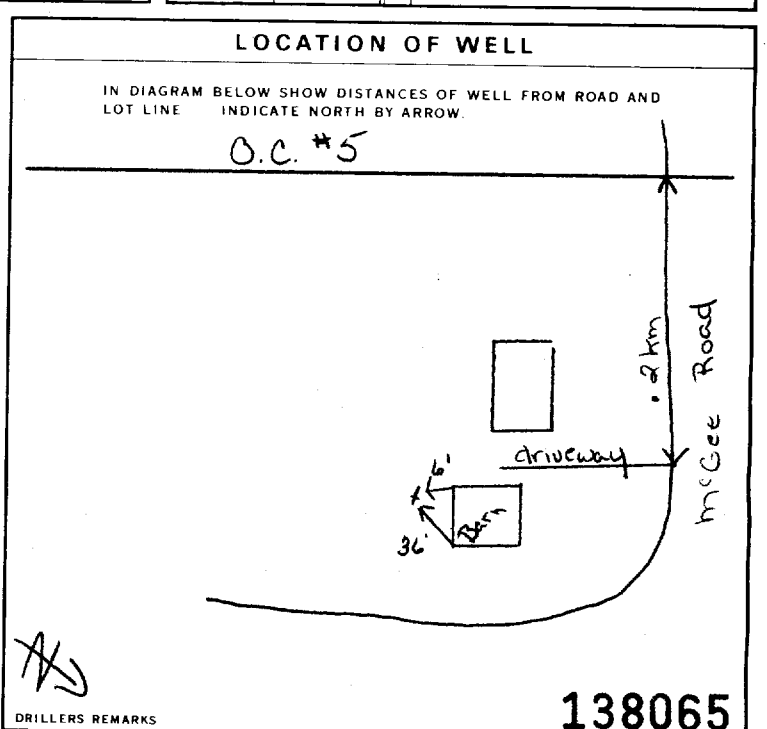 LOCATION OF WELL
IN DIAGRAM BELOW SHOW DISTANCES OF WELL FROM ROAD AND
LOT LINE INDICATE NORTH BY ARROW.
O.C. #5
.2km
McGee Road
driveway
6'
Barn
36'
N
DRILLERS REMARKS
138065